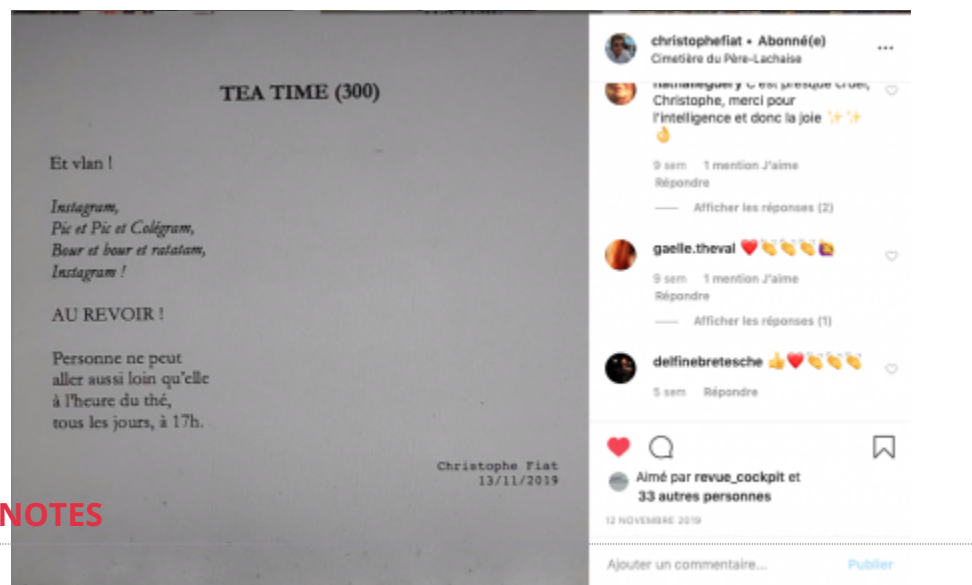 TEA TIME (300)
Et vlan !
Instagram,
Pic et Pic et Colégram,
Bour et bour et ratatam,
Instagram !
AU REVOIR !
Personne ne peut
aller aussi loin qu'elle
à l'heure du thé,
tous les jours, à 17h.
Christophe Fiat
13/11/2019
NOTES
christophefiat • Abonné(e)
Cimetière du Père-Lachaise
C'est presque cruel,
Christophe, merci pour
l'intelligence et donc la joie ✨✨
👌
9 sem 1 mention J'aime
Répondre
Afficher les réponses (2)
gaelle.theval ❤️👏👏👏🙋
9 sem 1 mention J'aime
Répondre
Afficher les réponses (1)
delfinebretesche 👍❤️👏👏👏
5 sem Répondre
Aimé par revue_cockpit et
33 autres personnes
12 NOVEMBRE 2019
Ajouter un commentaire... Publier